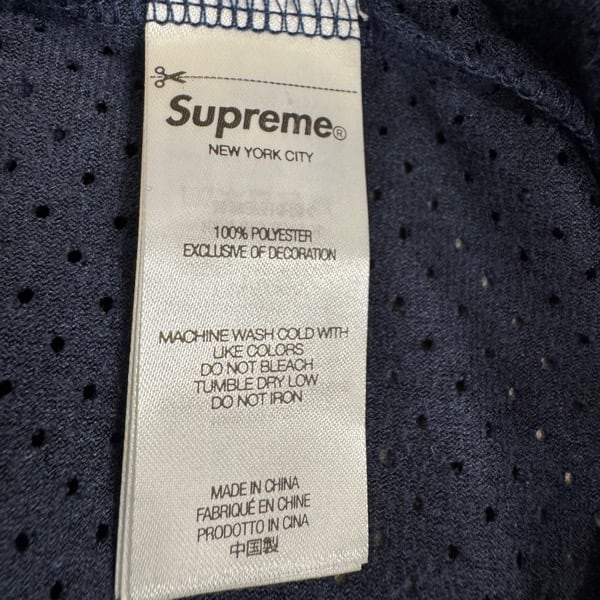 Supreme®
NEW YORK CITY
100% POLYESTER
EXCLUSIVE OF DECORATION
MACHINE WASH COLD WITH
LIKE COLORS
DO NOT BLEACH
TUMBLE DRY LOW
DO NOT IRON
MADE IN CHINA
FABRIQUÉ EN CHINE
PRODOTTO IN CINA
中国製